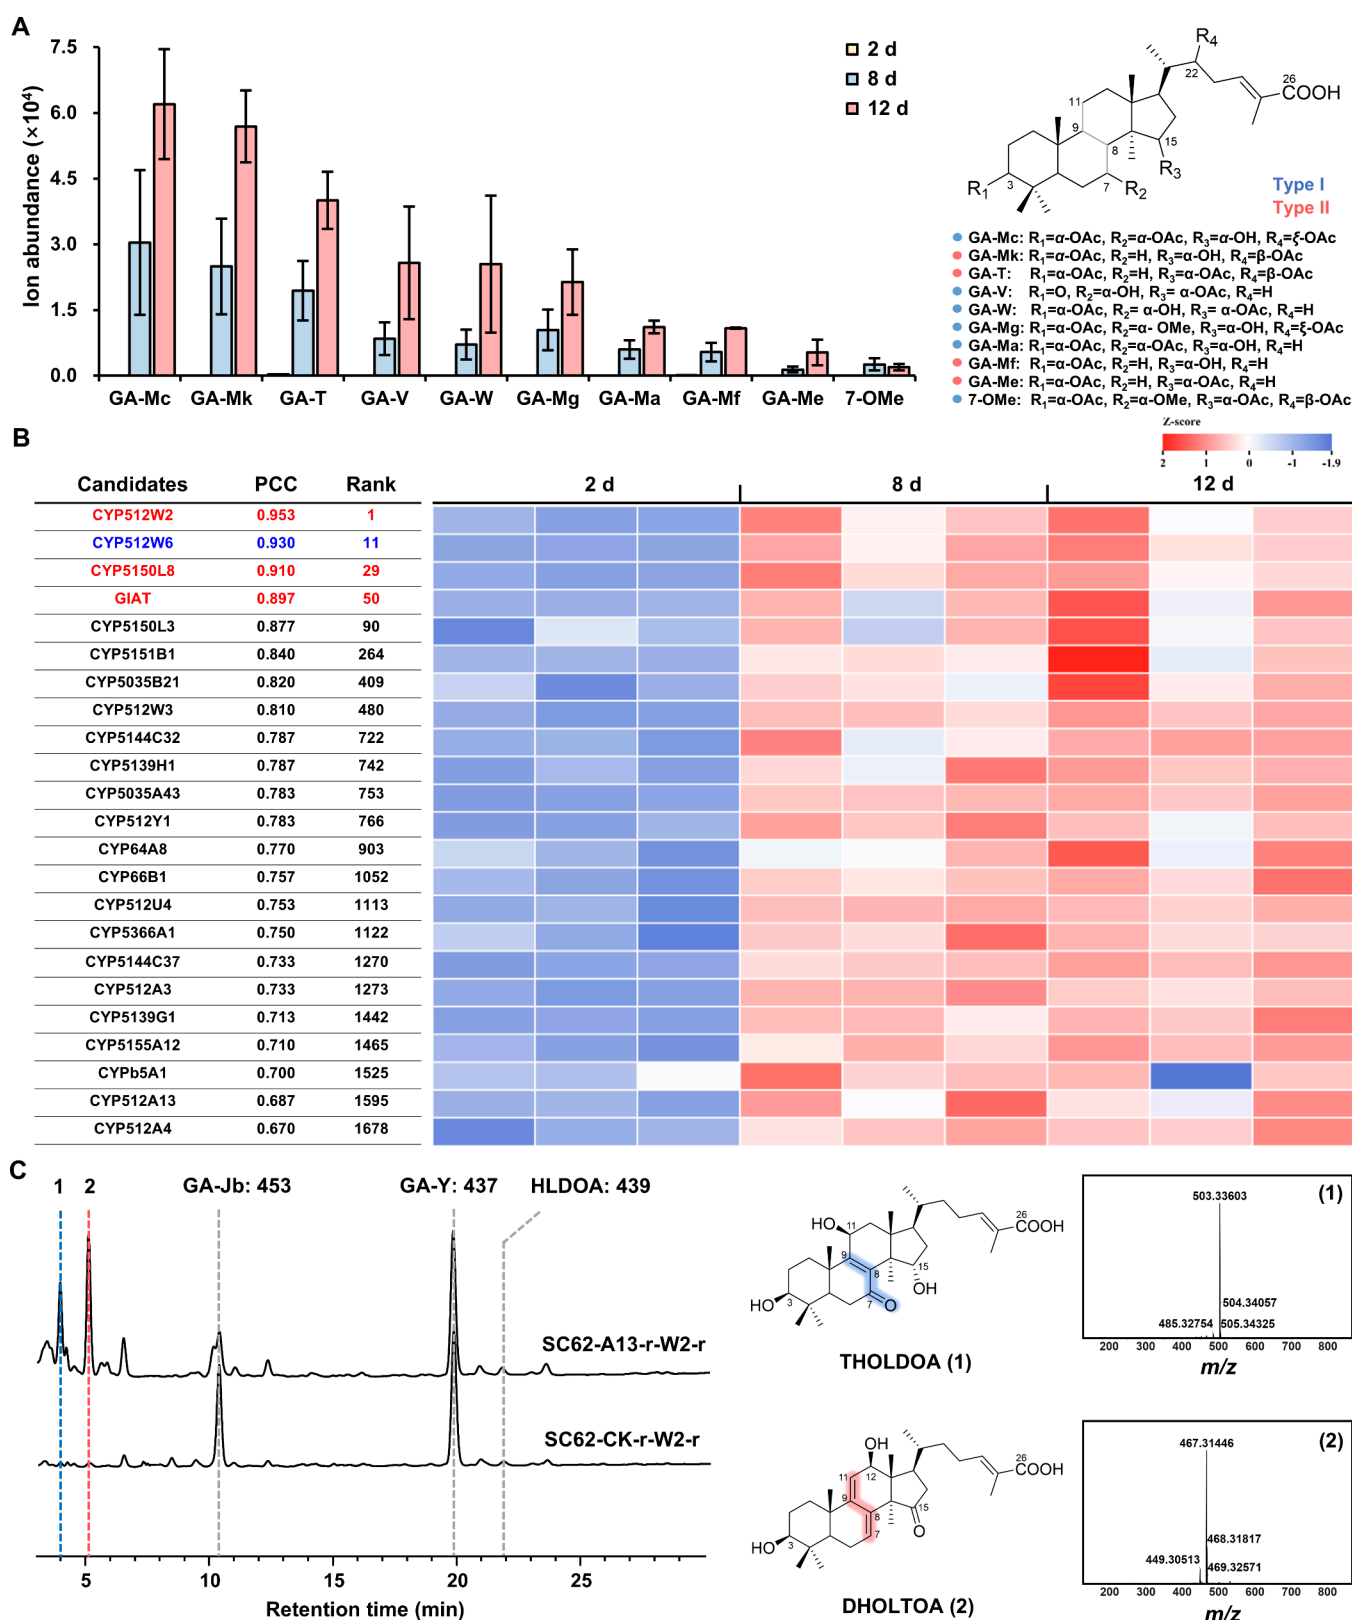 A
7.5
6.0
4.5
3.0
1.5
0.0
Ion abundance (×10⁴)
2 d
8 d
12 d
GA-Mc GA-Mk GA-T GA-V GA-W GA-Mg GA-Ma GA-Mf GA-Me 7-OMe
R4
22
26
COOH
11
9
8
15
R3
R1
3
7
R2
Type I
Type II
GA-Mc: R1=α-OAc, R2=α-OAc, R3=α-OH, R4=ξ-OAc
GA-Mk: R1=α-OAc, R2=H, R3=α-OH, R4=β-OAc
GA-T: R1=α-OAc, R2=H, R3=α-OAc, R4=β-OAc
GA-V: R1=O, R2=α-OH, R3= α-OAc, R4=H
GA-W: R1=α-OAc, R2= α-OH, R3= α-OAc, R4=H
GA-Mg: R1=α-OAc, R2=α- OMe, R3=α-OH, R4=ξ-OAc
GA-Ma: R1=α-OAc, R2=α-OAc, R3=α-OH, R4=H
GA-Mf: R1=α-OAc, R2=H, R3=α-OH, R4=H
GA-Me: R1=α-OAc, R2=H, R3=α-OAc, R4=H
7-OMe: R1=α-OAc, R2=α-OMe, R3=α-OAc, R4=β-OAc
B
Z-score
2 1 0 -1 -1.9
Candidates PCC Rank 2 d 8 d 12 d
CYP512W2 0.953 1
CYP512W6 0.930 11
CYP5150L8 0.910 29
GlAT 0.897 50
CYP5150L3 0.877 90
CYP5151B1 0.840 264
CYP5035B21 0.820 409
CYP512W3 0.810 480
CYP5144C32 0.787 722
CYP5139H1 0.787 742
CYP5035A43 0.783 753
CYP512Y1 0.783 766
CYP64A8 0.770 903
CYP66B1 0.757 1052
CYP512U4 0.753 1113
CYP5366A1 0.750 1122
CYP5144C37 0.733 1270
CYP512A3 0.733 1273
CYP5139G1 0.713 1442
CYP5155A12 0.710 1465
CYPb5A1 0.700 1525
CYP512A13 0.687 1595
CYP512A4 0.670 1678
C
1 2 GA-Jb: 453 GA-Y: 437 HLDOA: 439
SC62-A13-r-W2-r
SC62-CK-r-W2-r
5 10 15 20 25
Retention time (min)
26
COOH
HO
11
9
8
15
OH
HO
3
7
O
THOLDOA (1)
(1)
503.33603
504.34057
485.32754 505.34325
200 300 400 500 600 700 800
m/z
OH
26
COOH
11
12
9
8
15
O
7
HO
3
DHOLTOA (2)
(2)
467.31446
468.31817
449.30513
469.32571
200 300 400 500 600 700 800
m/z